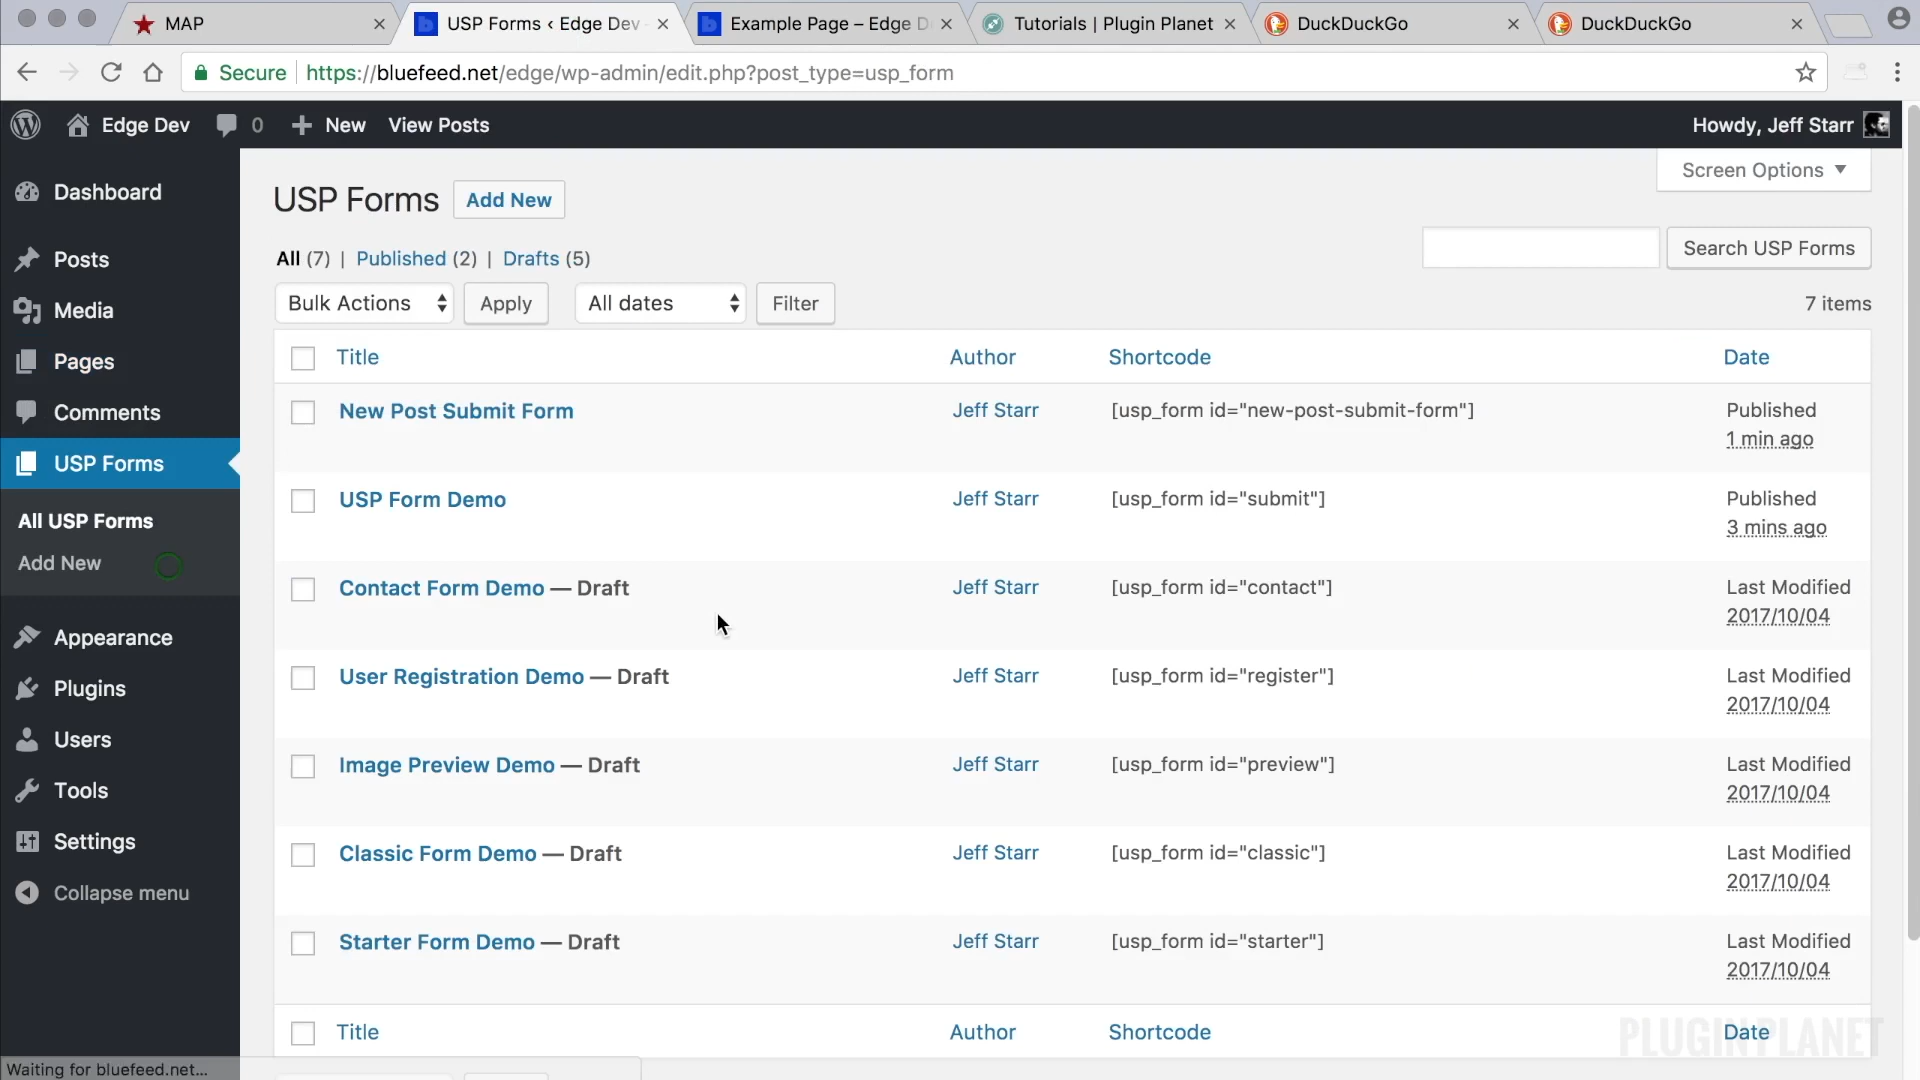 MAP
USP Forms ‹ Edge Dev
Example Page – Edge D
Tutorials | Plugin Planet
DuckDuckGo
DuckDuckGo
Secure
https://bluefeed.net/edge/wp-admin/edit.php?post_type=usp_form
Edge Dev
0
New
View Posts
Howdy, Jeff Starr
Dashboard
Posts
Media
Pages
Comments
USP Forms
All USP Forms
Add New
Appearance
Plugins
Users
Tools
Settings
Collapse menu
Screen Options
USP Forms
Add New
All (7) | Published (2) | Drafts (5)
Search USP Forms
Bulk Actions
Apply
All dates
Filter
7 items
Title Author Shortcode Date
New Post Submit Form Jeff Starr [usp_form id="new-post-submit-form"] Published
1 min ago
USP Form Demo Jeff Starr [usp_form id="submit"] Published
3 mins ago
Contact Form Demo — Draft Jeff Starr [usp_form id="contact"] Last Modified
2017/10/04
User Registration Demo — Draft Jeff Starr [usp_form id="register"] Last Modified
2017/10/04
Image Preview Demo — Draft Jeff Starr [usp_form id="preview"] Last Modified
2017/10/04
Classic Form Demo — Draft Jeff Starr [usp_form id="classic"] Last Modified
2017/10/04
Starter Form Demo — Draft Jeff Starr [usp_form id="starter"] Last Modified
2017/10/04
Title Author Shortcode Date
PLUGIN PLANET
Waiting for bluefeed.net...